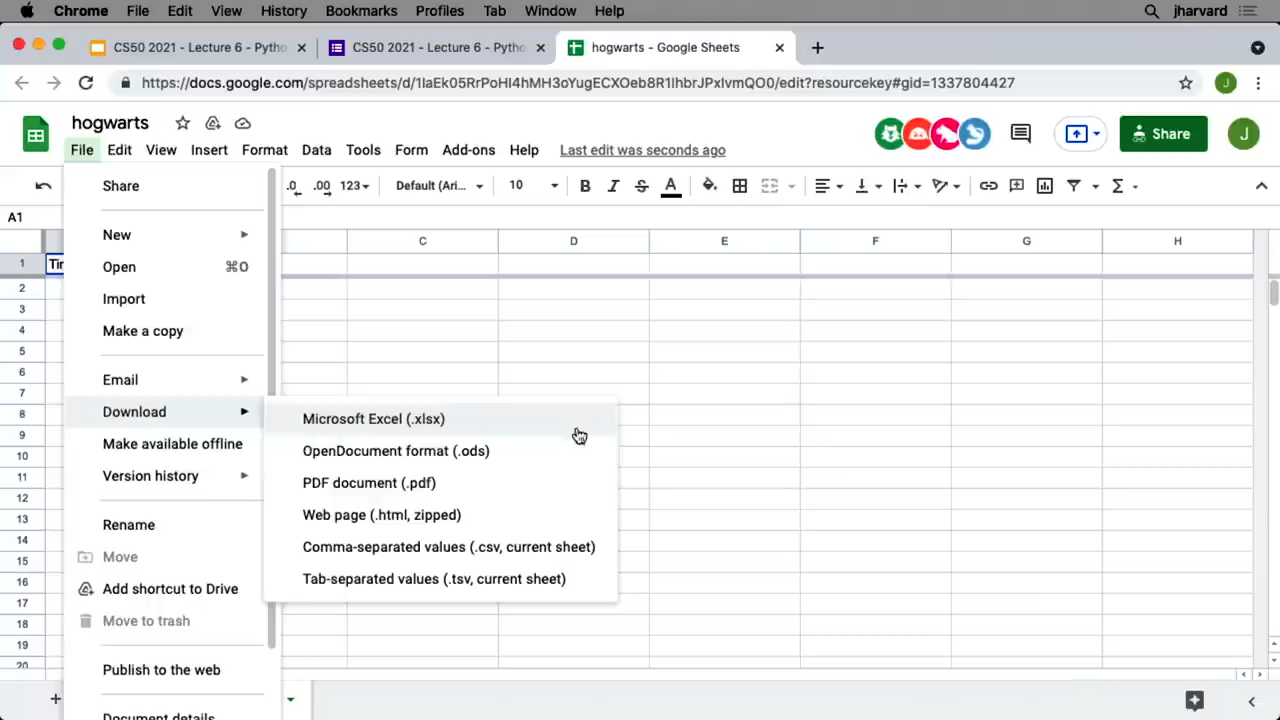 Chrome File Edit View History Bookmarks Profiles Tab Window Help jharvard
CS50 2021 - Lecture 6 - Pytho CS50 2021 - Lecture 6 - Pytho hogwarts - Google Sheets
https://docs.google.com/spreadsheets/d/1IaEk05RrPoHI4hMH3oYugECXOeb8R1IhbrJPxIvmQO0/edit?resourcekey#gid=1337804427 J
hogwarts
File Edit View Insert Format Data Tools Form Add-ons Help Last edit was seconds ago
Share J
.0 .00 123 Default (Ari... 10 B I S A Σ
A1
C D E F G H
1 Tir
2
3
4
5
6
7
8
9
10
11
12
13
14
15
16
17
18
19
20
Share
New
Open ⌘O
Import
Make a copy
Email
Download
Make available offline
Version history
Rename
Move
Add shortcut to Drive
Move to trash
Publish to the web
Document details
Microsoft Excel (.xlsx)
OpenDocument format (.ods)
PDF document (.pdf)
Web page (.html, zipped)
Comma-separated values (.csv, current sheet)
Tab-separated values (.tsv, current sheet)